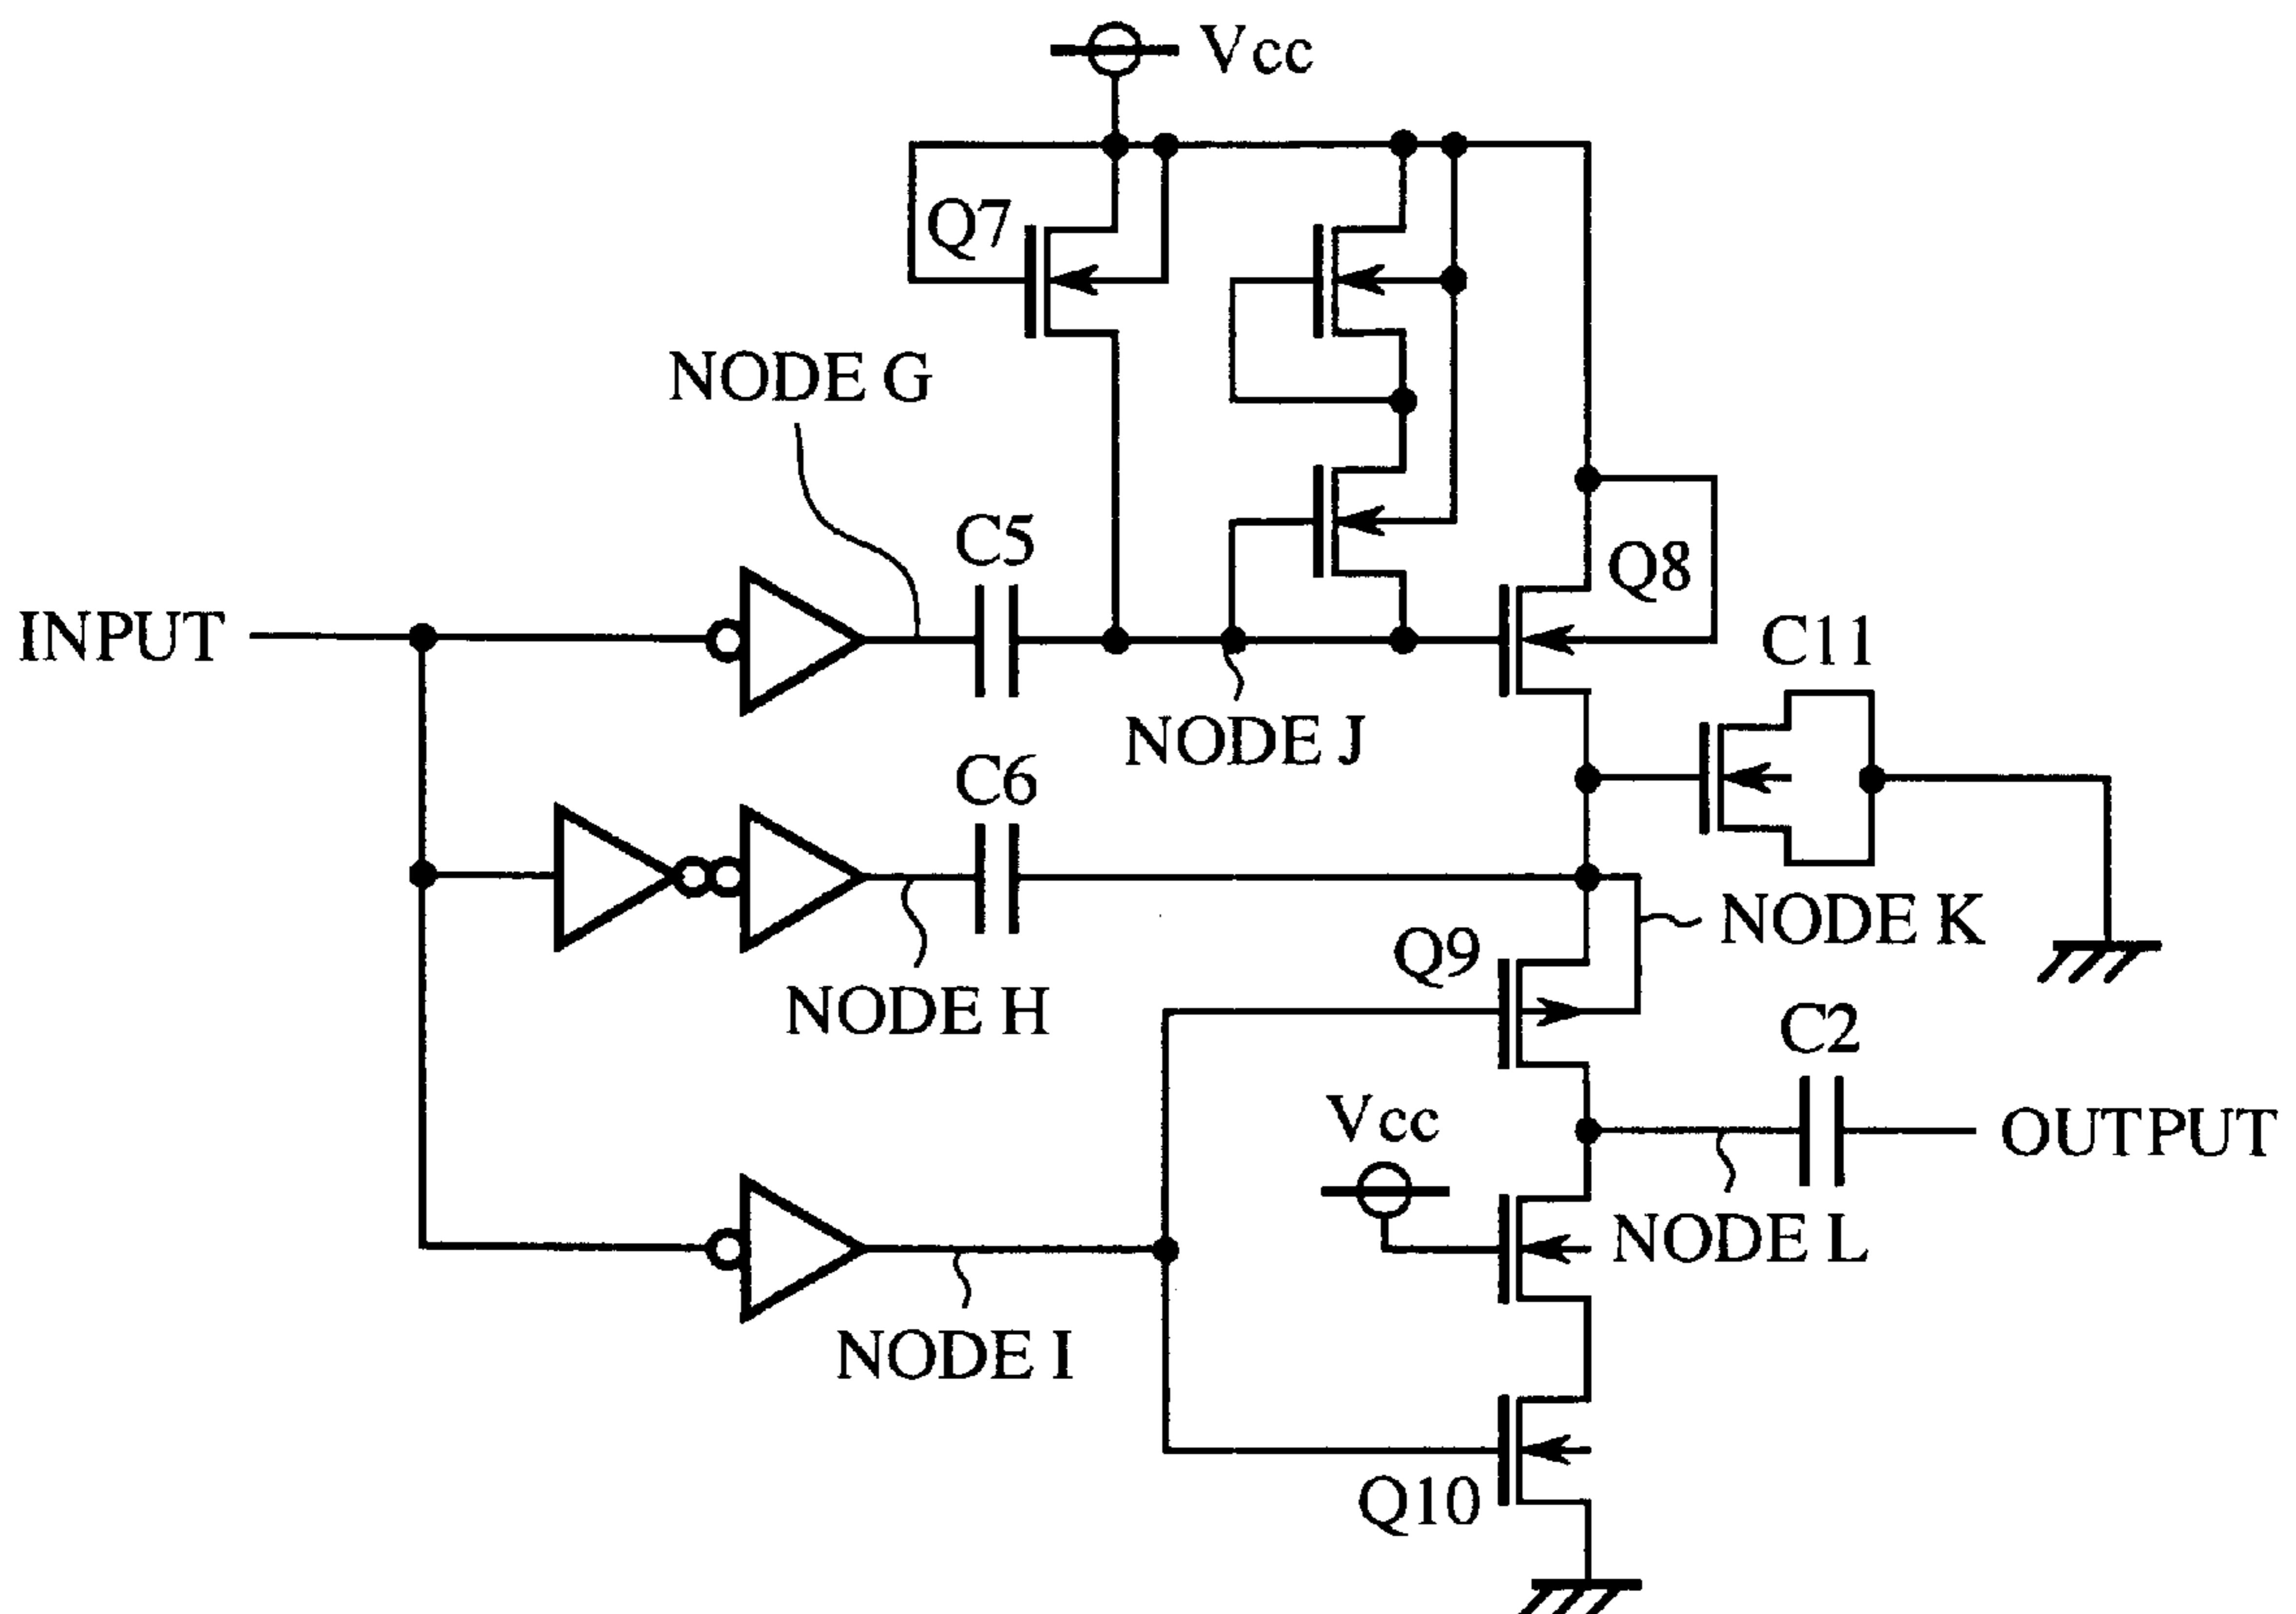 Vcc
Q7
NODE G
C5
Q8
INPUT
C11
NODE J
C6
NODE K
Q9
NODE H
C2
Vcc
OUTPUT
NODE L
NODE I
Q10